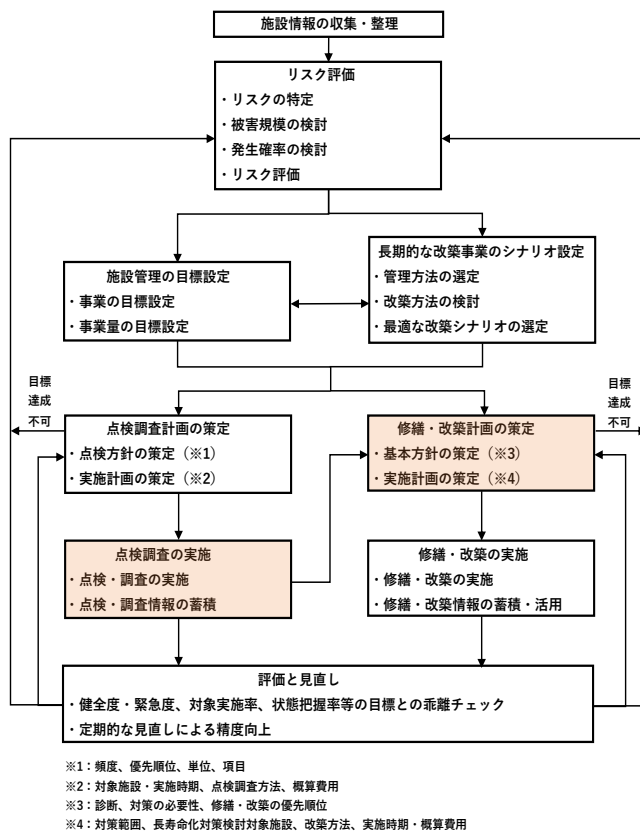 施設情報の収集・整理
リスク評価
・リスクの特定
・被害規模の検討
・発生確率の検討
・リスク評価
施設管理の目標設定
・事業の目標設定
・事業量の目標設定
長期的な改築事業のシナリオ設定
・管理方法の選定
・改築方法の検討
・最適な改築シナリオの選定
目標
達成
不可
点検調査計画の策定
・点検方針の策定（※1）
・実施計画の策定（※2）
修繕・改築計画の策定
・基本方針の策定（※3）
・実施計画の策定（※4）
目標
達成
不可
点検調査の実施
・点検・調査の実施
・点検・調査情報の蓄積
修繕・改築の実施
・修繕・改築の実施
・修繕・改築情報の蓄積・活用
評価と見直し
・健全度・緊急度、対象実施率、状態把握率等の目標との乖離チェック
・定期的な見直しによる精度向上
※1：頻度、優先順位、単位、項目
※2：対象施設・実施時期、点検調査方法、概算費用
※3：診断、対策の必要性、修繕・改築の優先順位
※4：対策範囲、長寿命化対策検討対象施設、改築方法、実施時期・概算費用